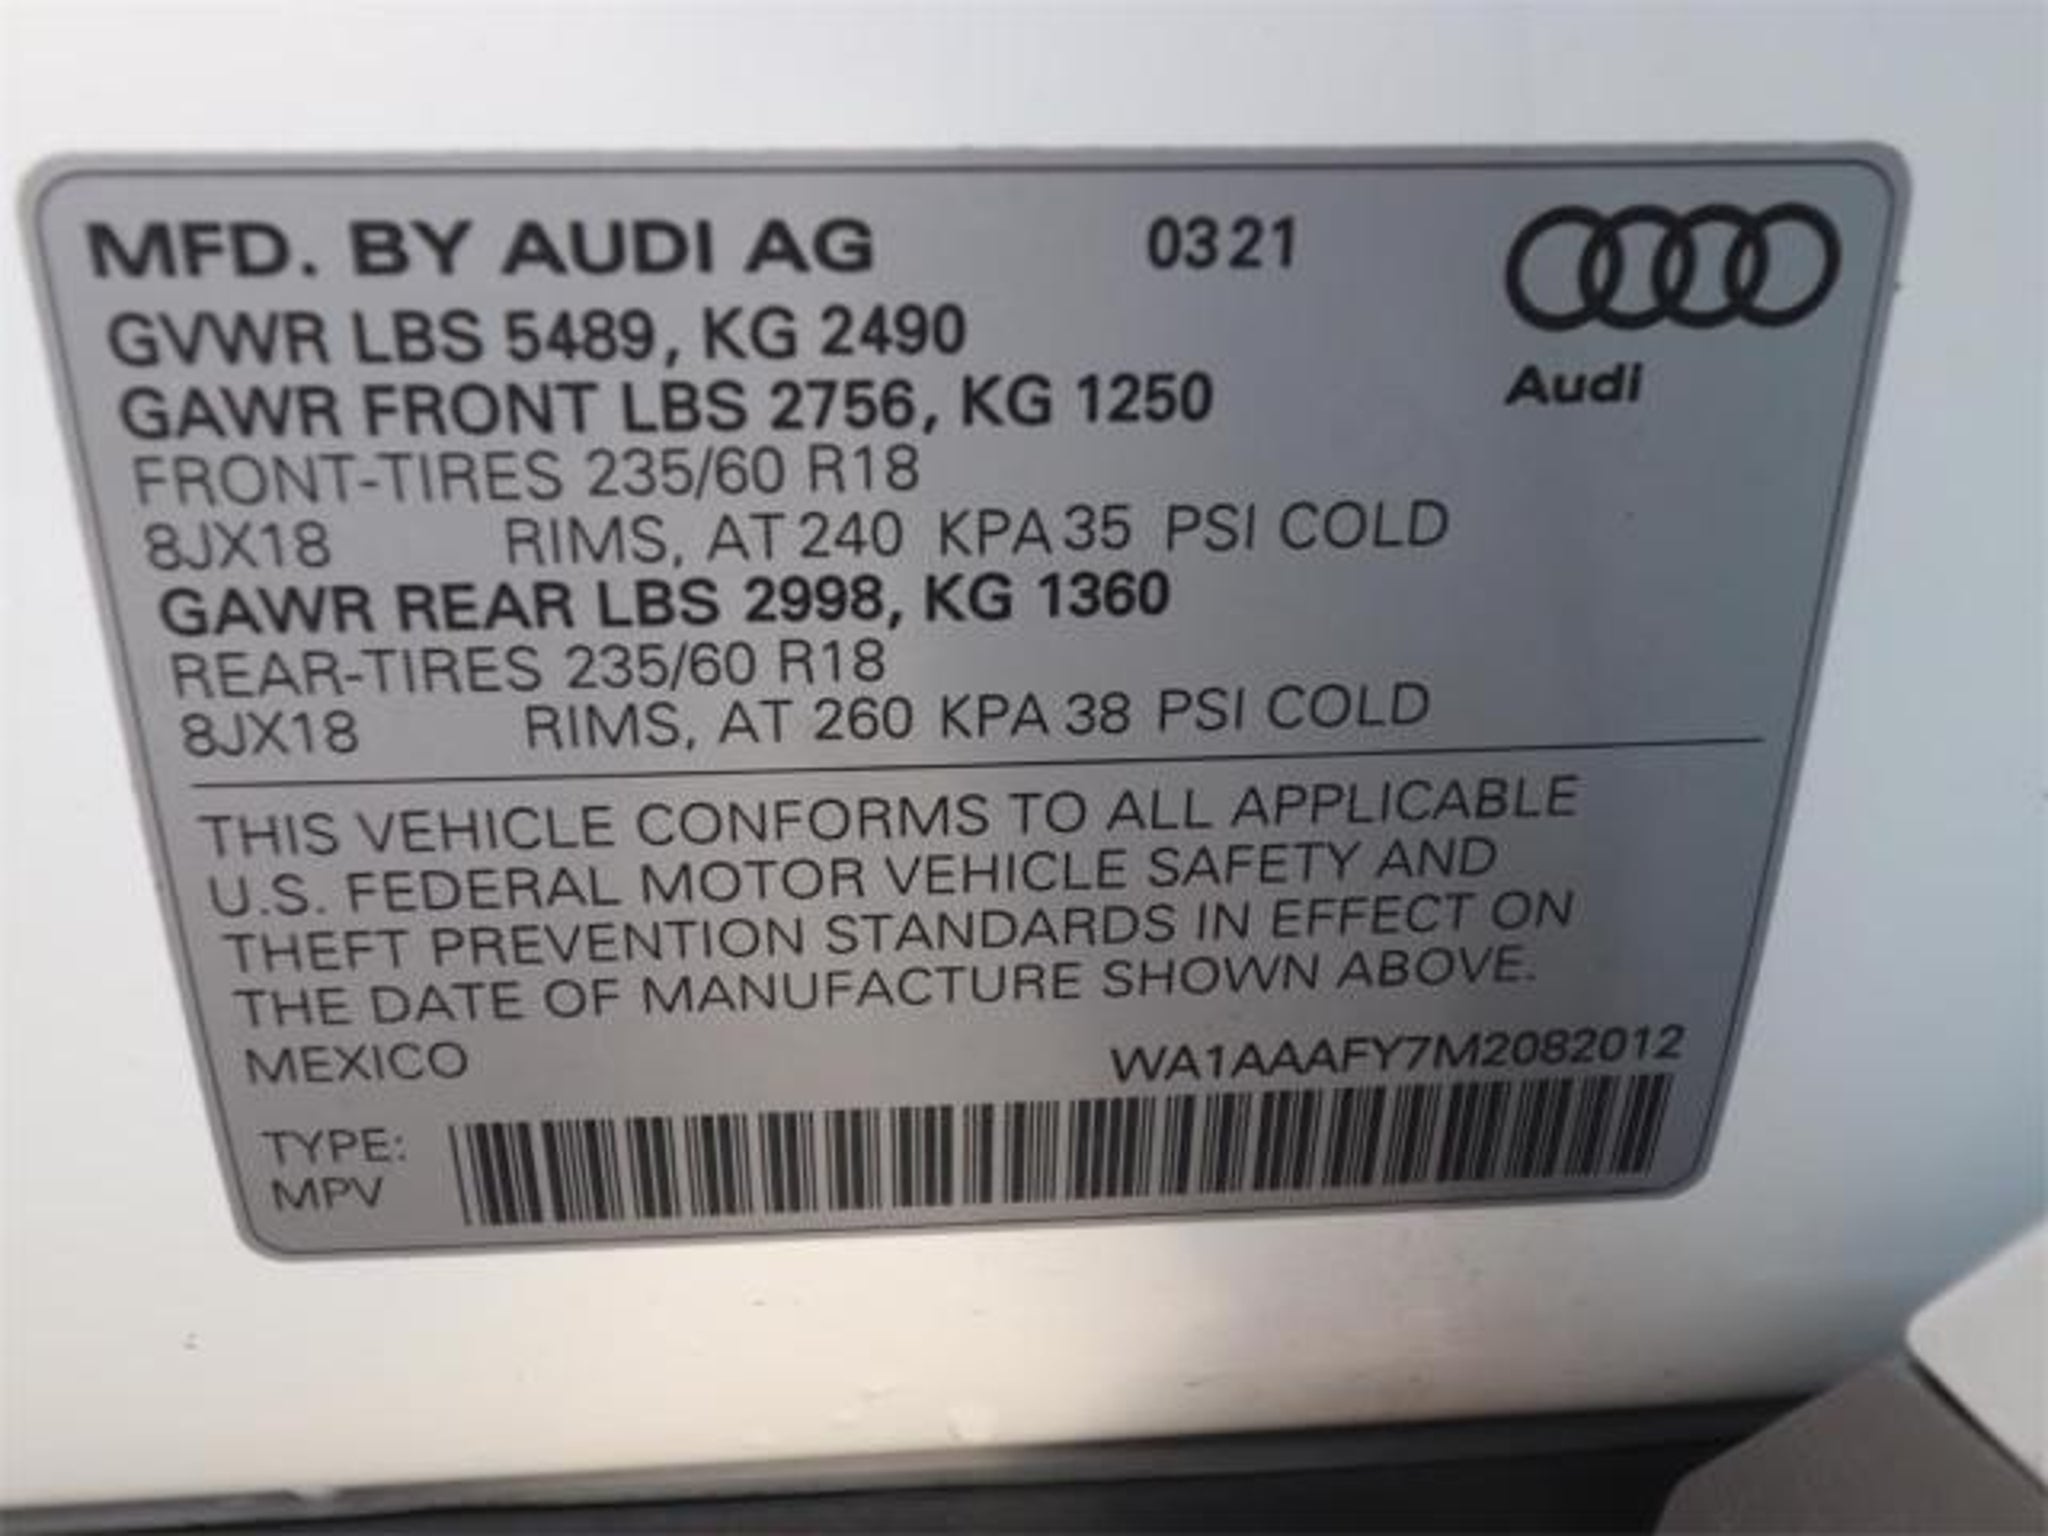 MFD. BY AUDI AG 0321
GVWR LBS 5489, KG 2490
Audi
GAWR FRONT LBS 2756, KG 1250
FRONT-TIRES 235/60 R18
8JX18 RIMS, AT 240 KPA 35 PSI COLD
GAWR REAR LBS 2998, KG 1360
REAR-TIRES 235/60 R18
8JX18 RIMS, AT 260 KPA 38 PSI COLD
THIS VEHICLE CONFORMS TO ALL APPLICABLE
U.S. FEDERAL MOTOR VEHICLE SAFETY AND
THEFT PREVENTION STANDARDS IN EFFECT ON
THE DATE OF MANUFACTURE SHOWN ABOVE.
MEXICO WA1AAAFY7M2082012
TYPE:
MPV